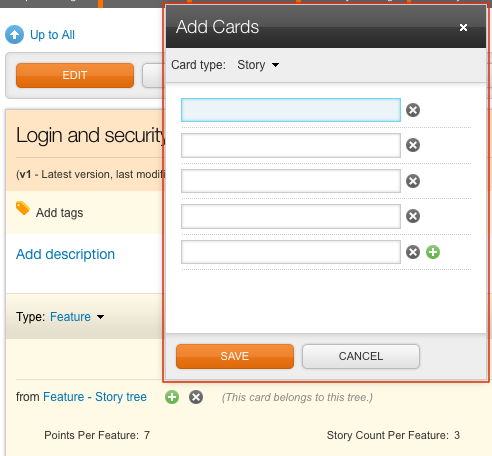 Add Cards
Card type: Story
SAVE
CANCEL
Up to All
EDIT
Login and security
(v1 - Latest version, last modifi
Add tags
Add description
Type: Feature
from Feature - Story tree
(This card belongs to this tree.)
Points Per Feature: 7
Story Count Per Feature: 3